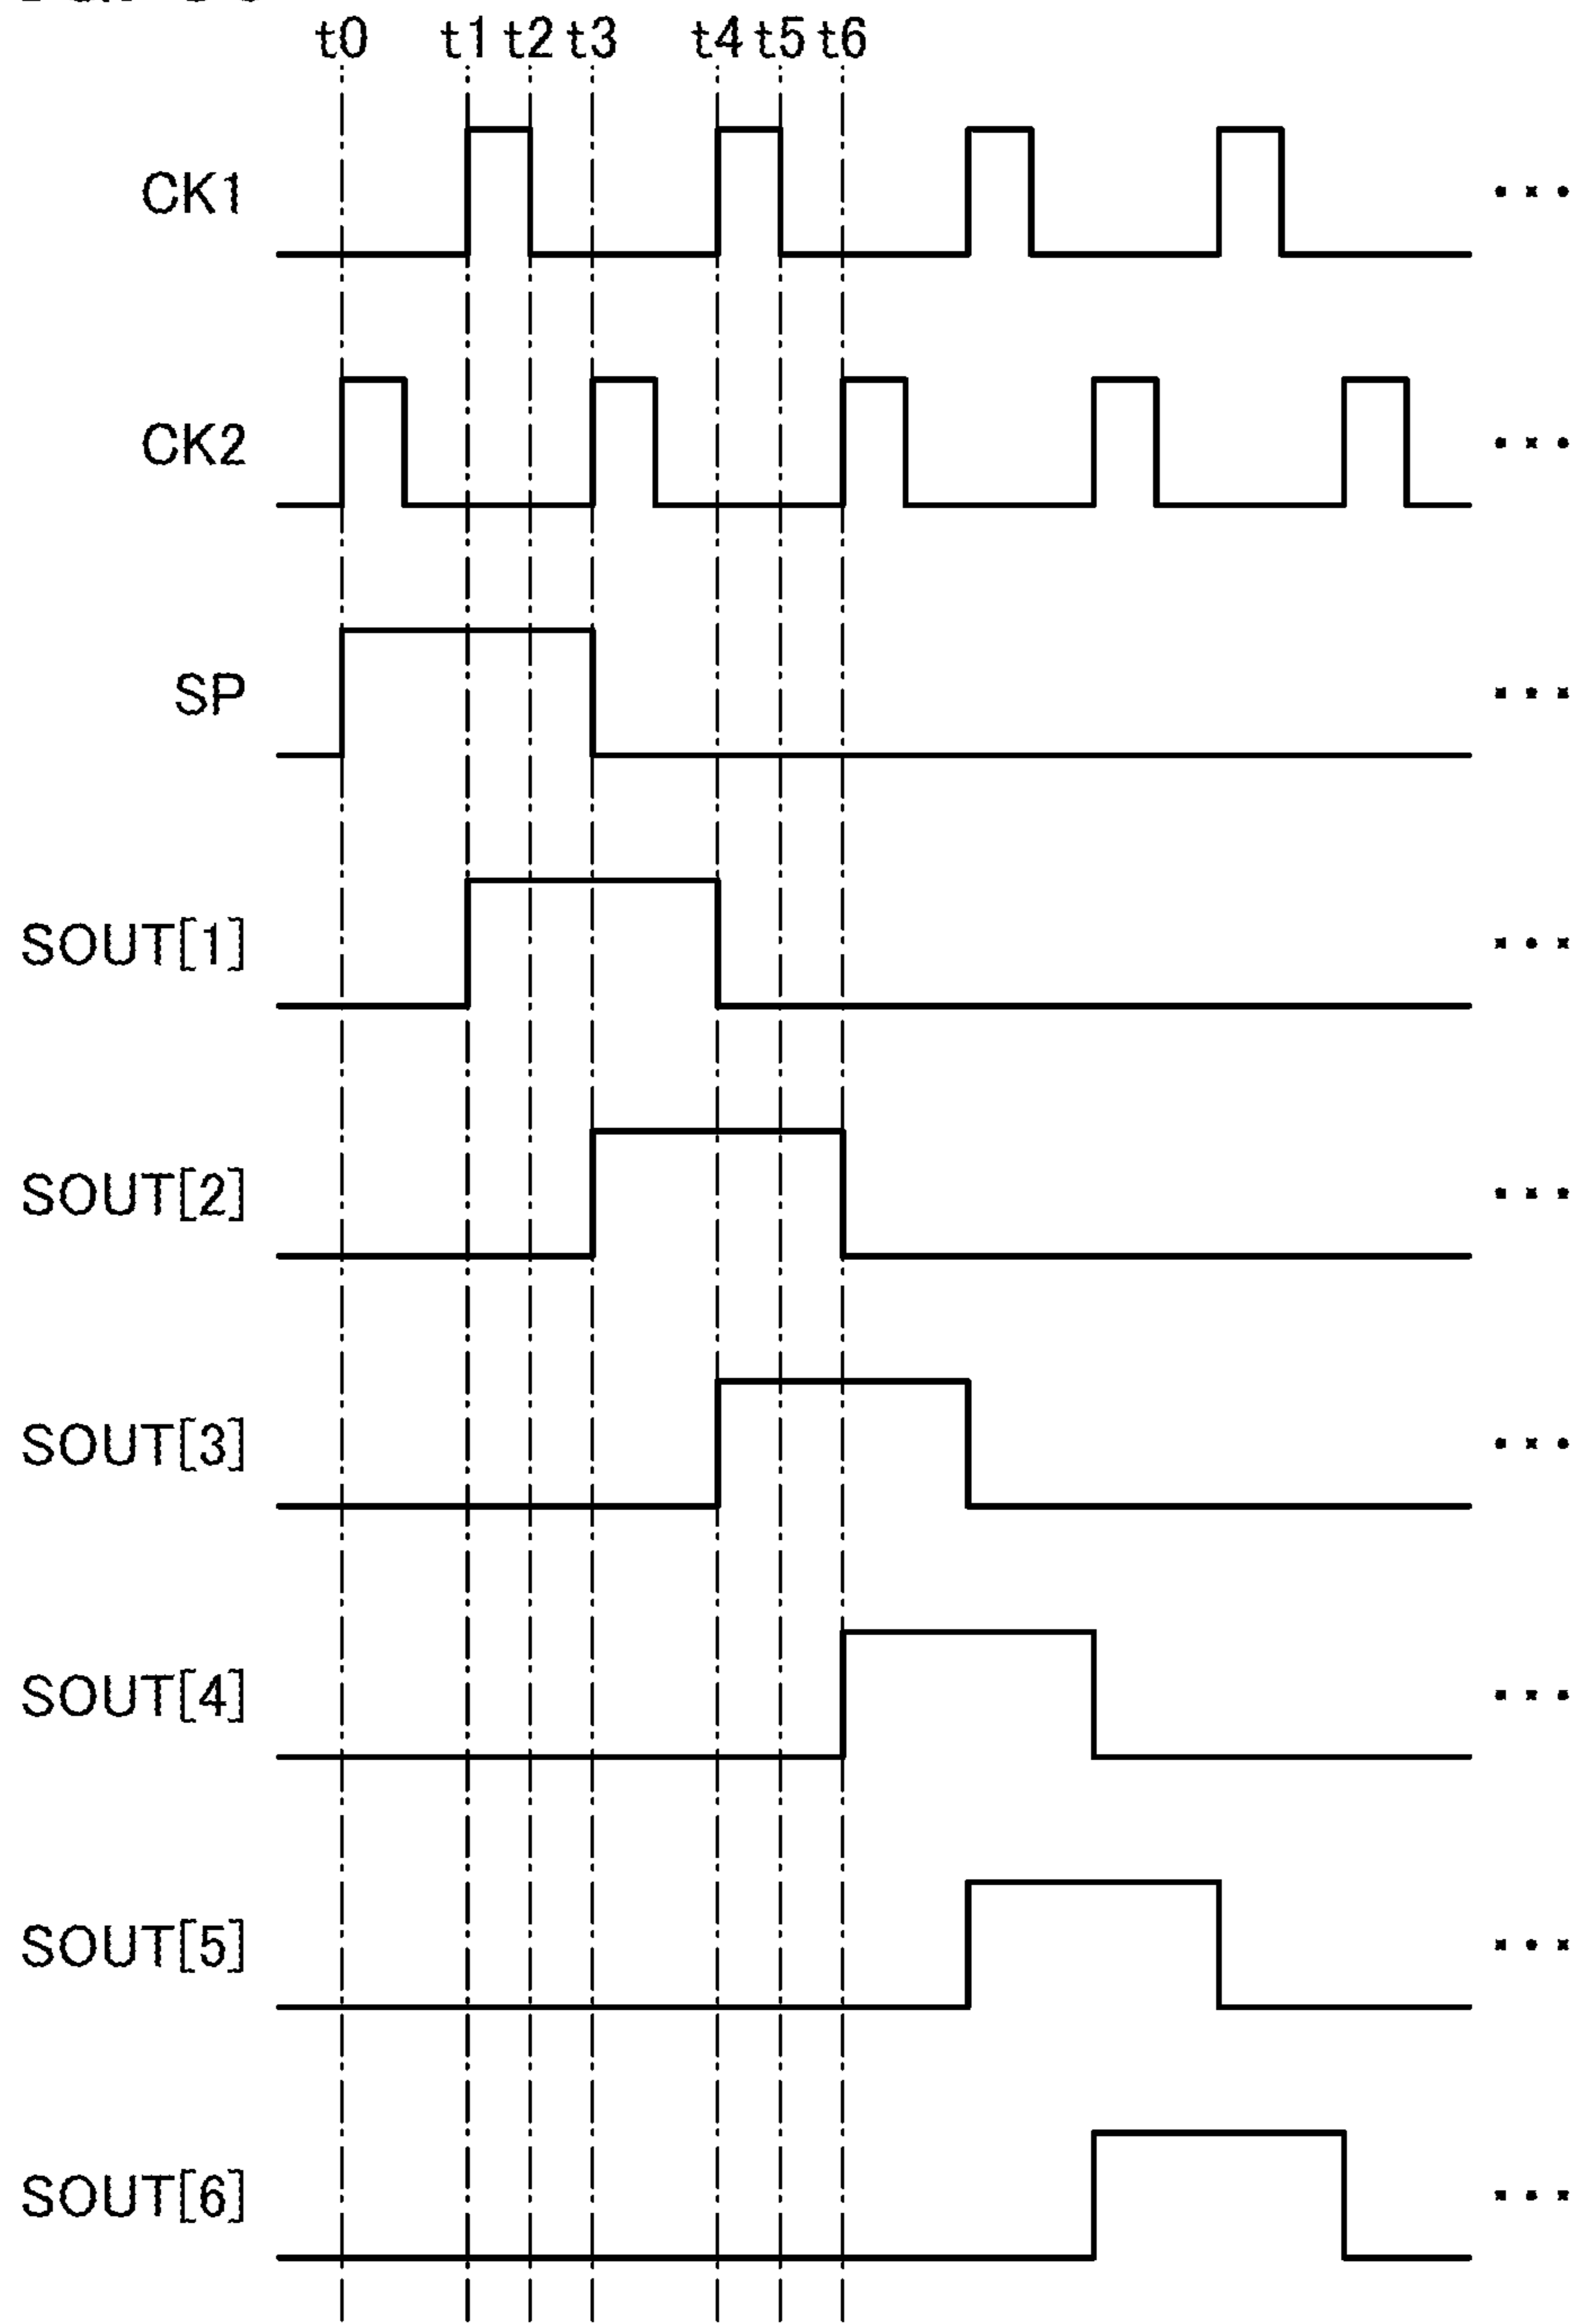 t0 t1 t2 t3 t4 t5 t6
CK1 ...
CK2 ...
SP ...
SOUT[1] ...
SOUT[2] ...
SOUT[3] ...
SOUT[4] ...
SOUT[5] ...
SOUT[6] ...